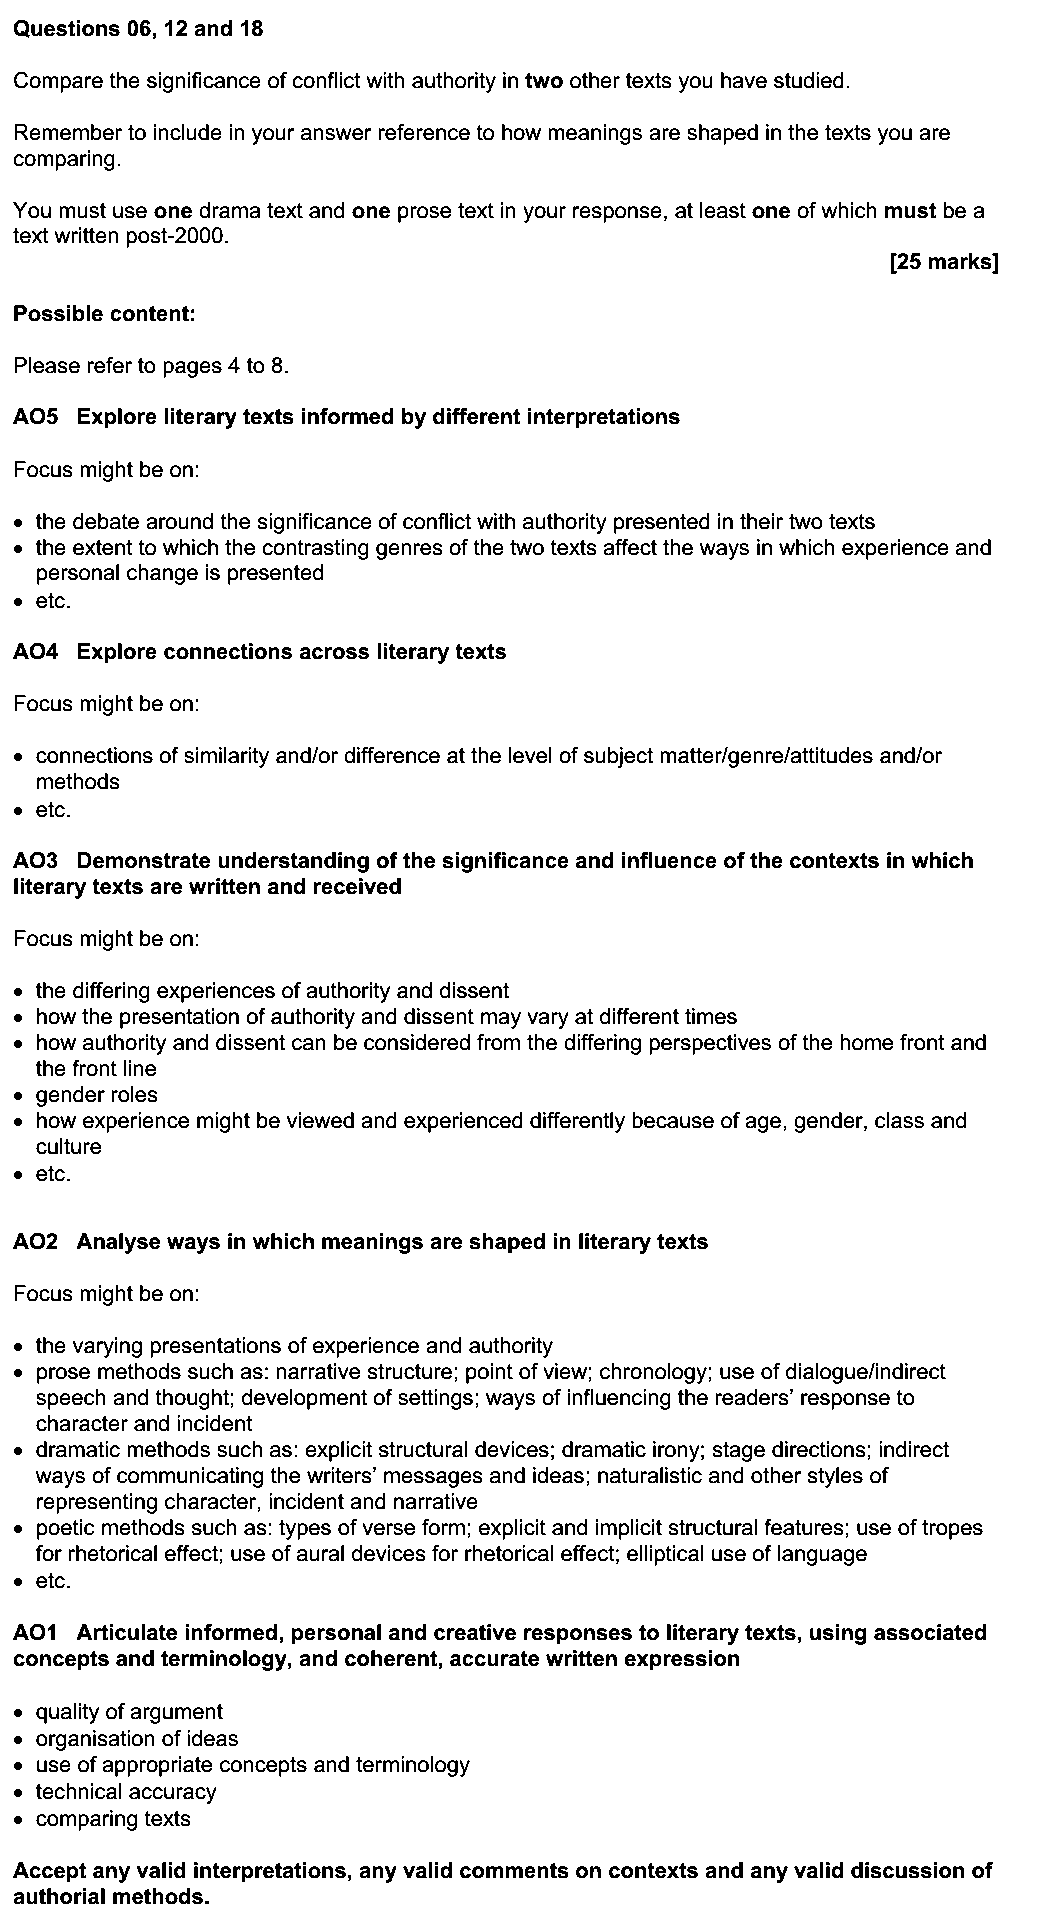 Questions 06, 12 and 18
Compare the significance of conflict with authority in two other texts you have studied.
Remember to include in your answer reference to how meanings are shaped in the texts you are
comparing.
You must use one drama text and one prose text in your response, at least one of which must be a
text written post-2000.
[25 marks]
Possible content:
Please refer to pages 4 to 8.
AO5 Explore literary texts informed by different interpretations
Focus might be on:
• the debate around the significance of conflict with authority presented in their two texts
• the extent to which the contrasting genres of the two texts affect the ways in which experience and
personal change is presented
• etc.
AO4 Explore connections across literary texts
Focus might be on:
• connections of similarity and/or difference at the level of subject matter/genre/attitudes and/or
methods
• etc.
AO3 Demonstrate understanding of the significance and influence of the contexts in which
literary texts are written and received
Focus might be on:
• the differing experiences of authority and dissent
• how the presentation of authority and dissent may vary at different times
• how authority and dissent can be considered from the differing perspectives of the home front and
the front line
• gender roles
• how experience might be viewed and experienced differently because of age, gender, class and
culture
• etc.
AO2 Analyse ways in which meanings are shaped in literary texts
Focus might be on:
• the varying presentations of experience and authority
• prose methods such as: narrative structure; point of view; chronology; use of dialogue/indirect
speech and thought; development of settings; ways of influencing the readers' response to
character and incident
• dramatic methods such as: explicit structural devices; dramatic irony; stage directions; indirect
ways of communicating the writers' messages and ideas; naturalistic and other styles of
representing character, incident and narrative
• poetic methods such as: types of verse form; explicit and implicit structural features; use of tropes
for rhetorical effect; use of aural devices for rhetorical effect; elliptical use of language
• etc.
AO1 Articulate informed, personal and creative responses to literary texts, using associated
concepts and terminology, and coherent, accurate written expression
• quality of argument
• organisation of ideas
• use of appropriate concepts and terminology
• technical accuracy
• comparing texts
Accept any valid interpretations, any valid comments on contexts and any valid discussion of
authorial methods.